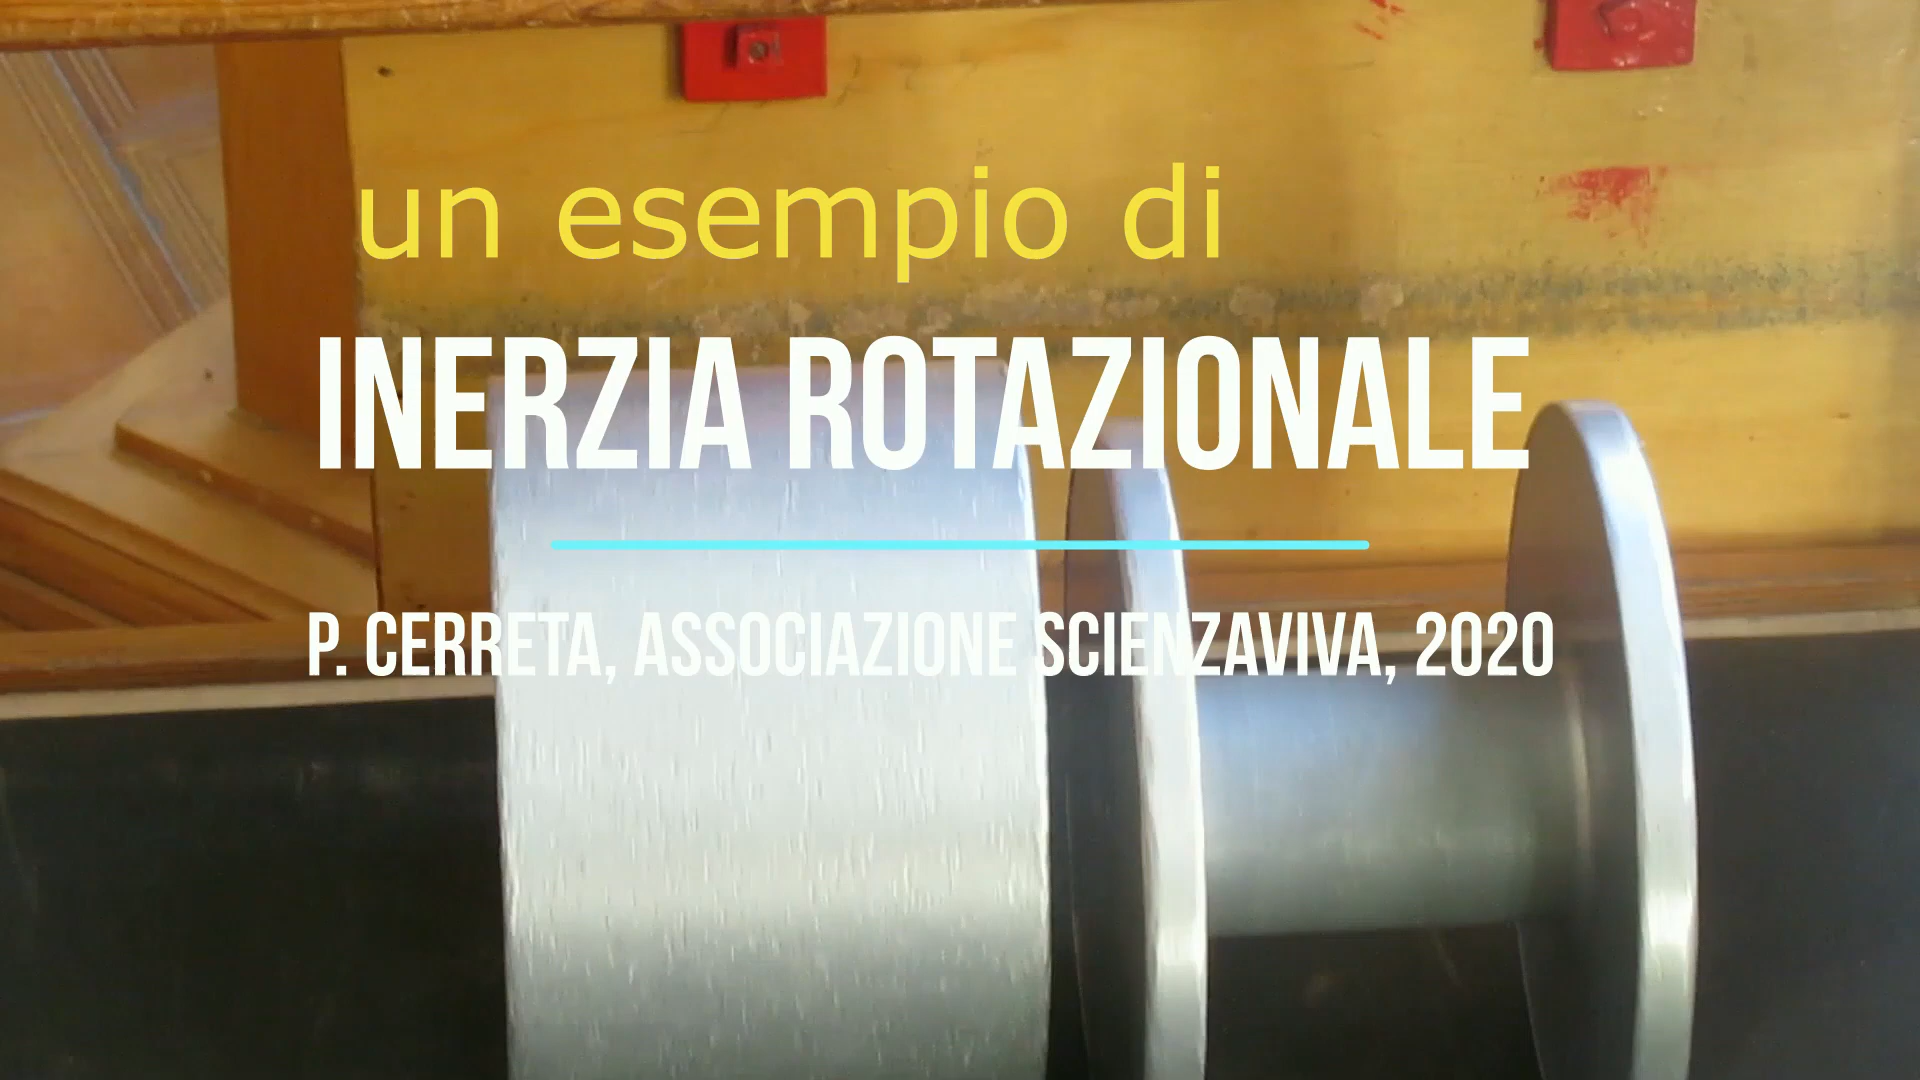 un esempio di
INERZIA ROTAZIONALE
P. CERRETA, ASSOCIAZIONE SCIENZAVIVA, 2020